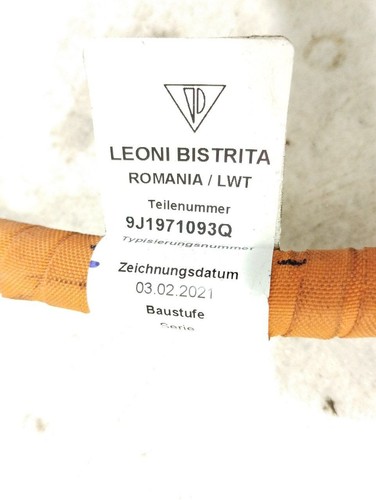 LEONI BISTRITA
ROMANIA / LWT
Teilenummer
9J1971093Q
Typisierungsnummer
Zeichnungsdatum
03.02.2021
Baustufe
Serie